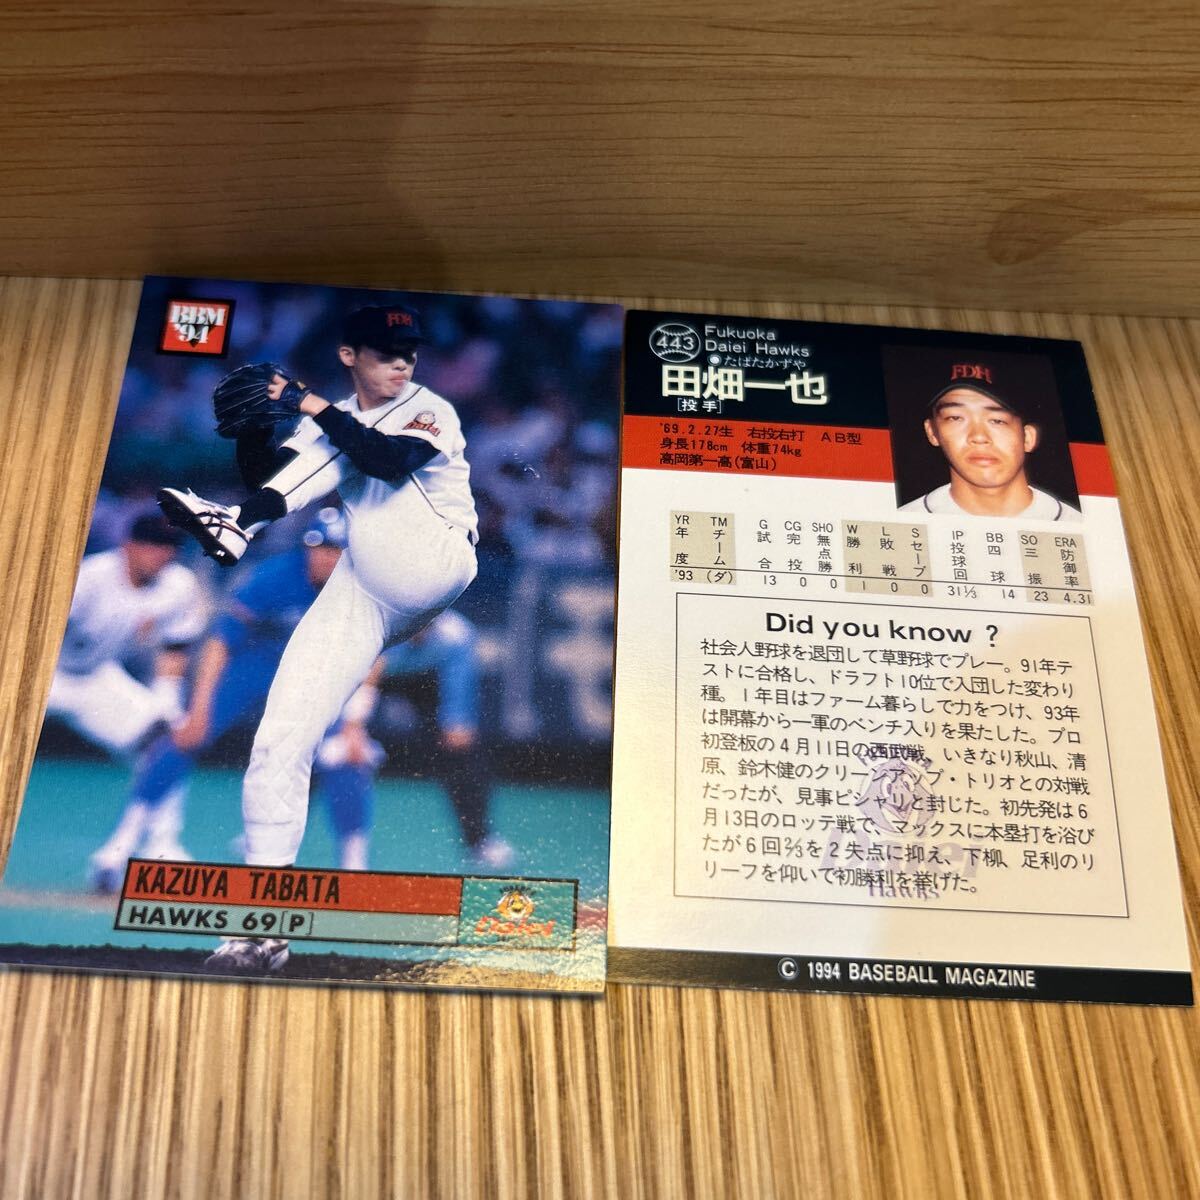 BBM
'94
FDH
Daiei
KAZUYA TABATA
HAWKS 69[P]
Daiei
443
Fukuoka
Daiei Hawks
●たばたかずや
田畑一也
[投手]
FDH
'69.2.27生 右投右打 AB型
身長178cm 体重74kg
高岡第一高(富山)
YR TM G CG SHO W L S IP BB SO ERA
年度 チーム 試合 完投 無点勝 勝利 敗戦 セーブ 投球回 四球 三振 防御率
'93 (ダ) 13 0 0 1 0 0 31⅓ 14 23 4.31
Did you know ?
社会人野球を退団して草野球でプレー。91年テ
ストに合格し、ドラフト10位で入団した変わり
種。1年目はファーム暮らしで力をつけ、93年
は開幕から一軍のベンチ入りを果たした。プロ
初登板の4月11日の西武戦、いきなり秋山、清
原、鈴木健のクリーンアップ・トリオとの対戦
だったが、見事ピシャリと封じた。初先発は6
月13日のロッテ戦で、マックスに本塁打を浴び
たが6回⅔を2失点に抑え、下柳、足利のリ
リーフを仰いで初勝利を挙げた。
Hawks
© 1994 BASEBALL MAGAZINE